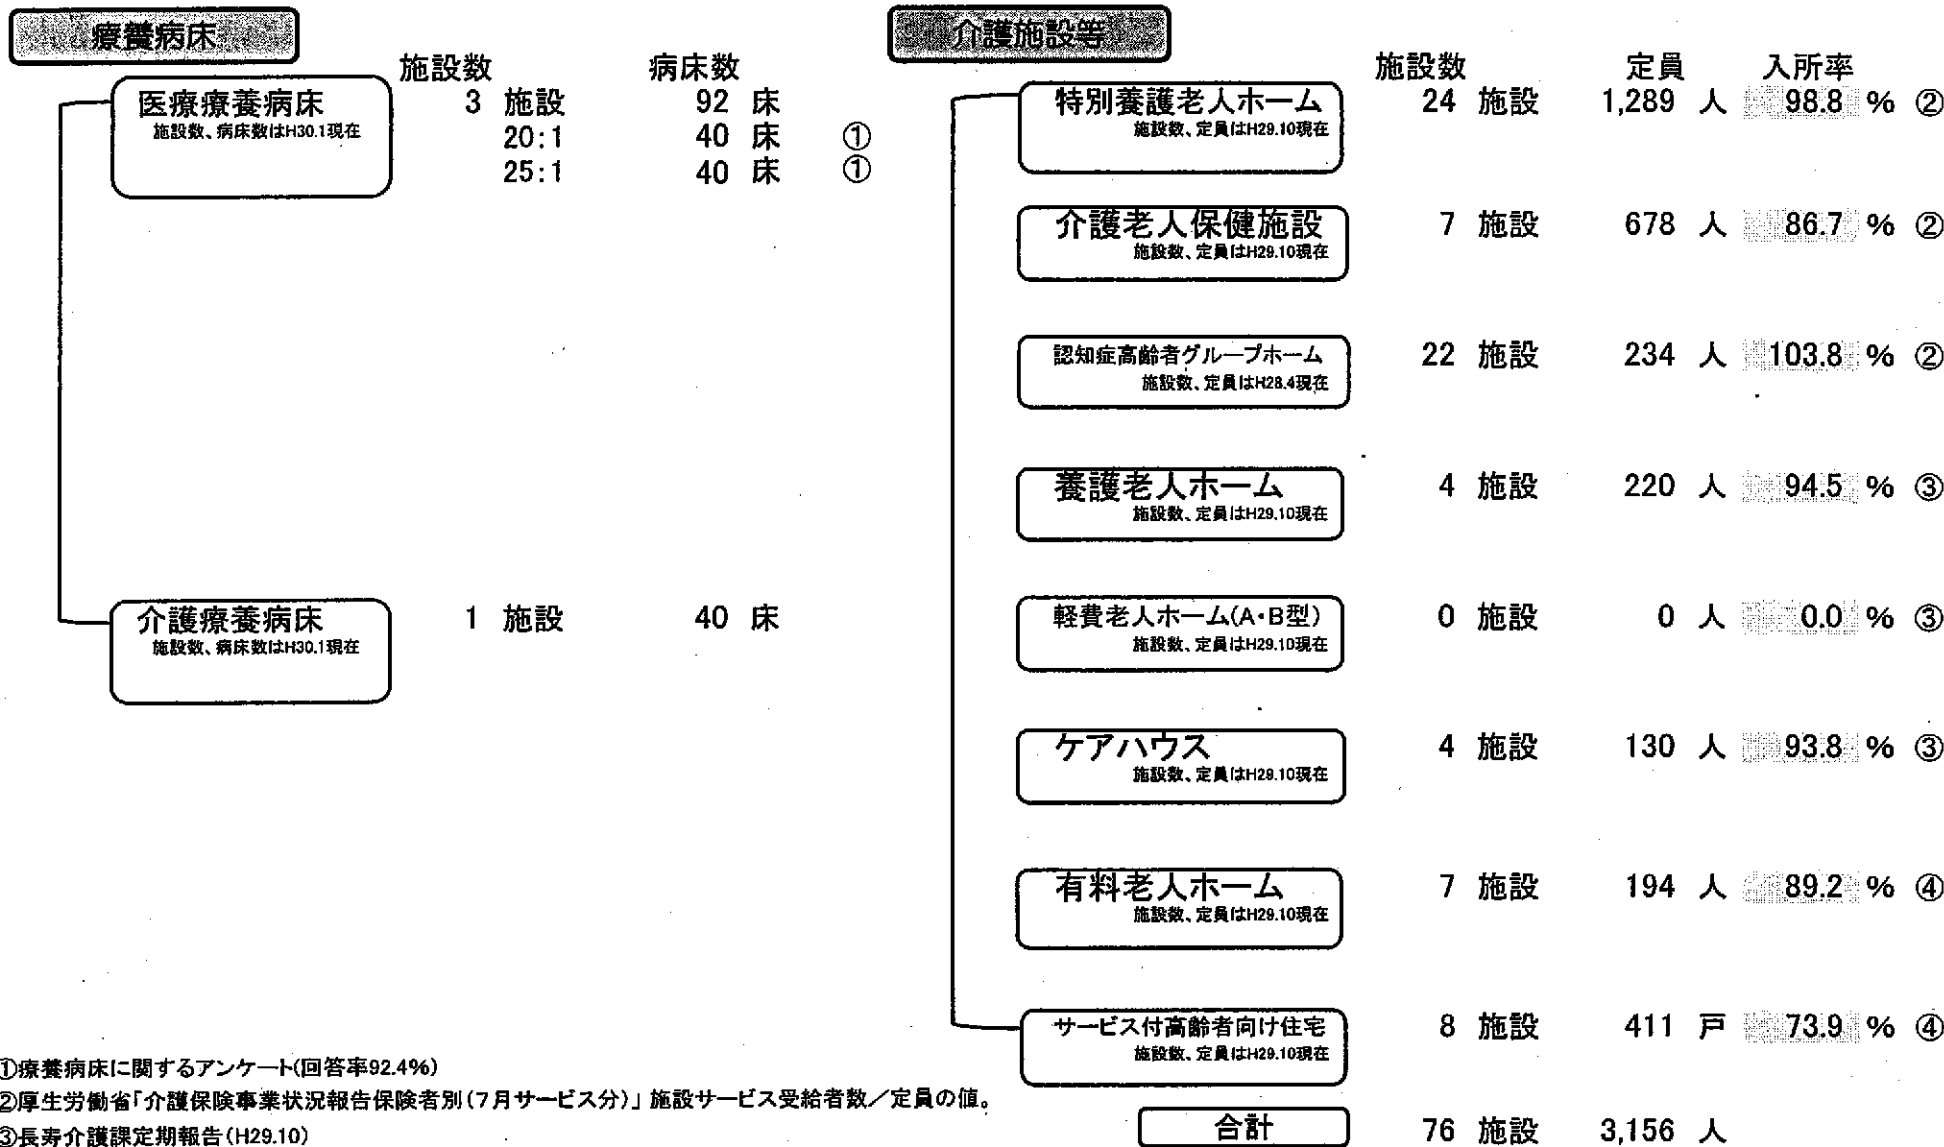 療養病床
施設数 病床数
医療療養病床 3 施設 92 床
施設数、病床数はH30.1現在
20:1 40 床 ①
25:1 40 床 ①
介護療養病床 1 施設 40 床
施設数、病床数はH30.1現在
介護施設等
施設数 定員 入所率
特別養護老人ホーム 24 施設 1,289 人 98.8 % ②
施設数、定員はH29.10現在
介護老人保健施設 7 施設 678 人 86.7 % ②
施設数、定員はH29.10現在
認知症高齢者グループホーム 22 施設 234 人 103.8 % ②
施設数、定員はH28.4現在
養護老人ホーム 4 施設 220 人 94.5 % ③
施設数、定員はH29.10現在
軽費老人ホーム(A・B型) 0 施設 0 人 0.0 % ③
施設数、定員はH29.10現在
ケアハウス 4 施設 130 人 93.8 % ③
施設数、定員はH29.10現在
有料老人ホーム 7 施設 194 人 89.2 % ④
施設数、定員はH29.10現在
サービス付高齢者向け住宅 8 施設 411 戸 73.9 % ④
施設数、定員はH29.10現在
合計 76 施設 3,156 人
①療養病床に関するアンケート(回答率92.4%)
②厚生労働省「介護保険事業状況報告保険者別(7月サービス分)」施設サービス受給者数/定員の値。
③長寿介護課定期報告(H29.10)